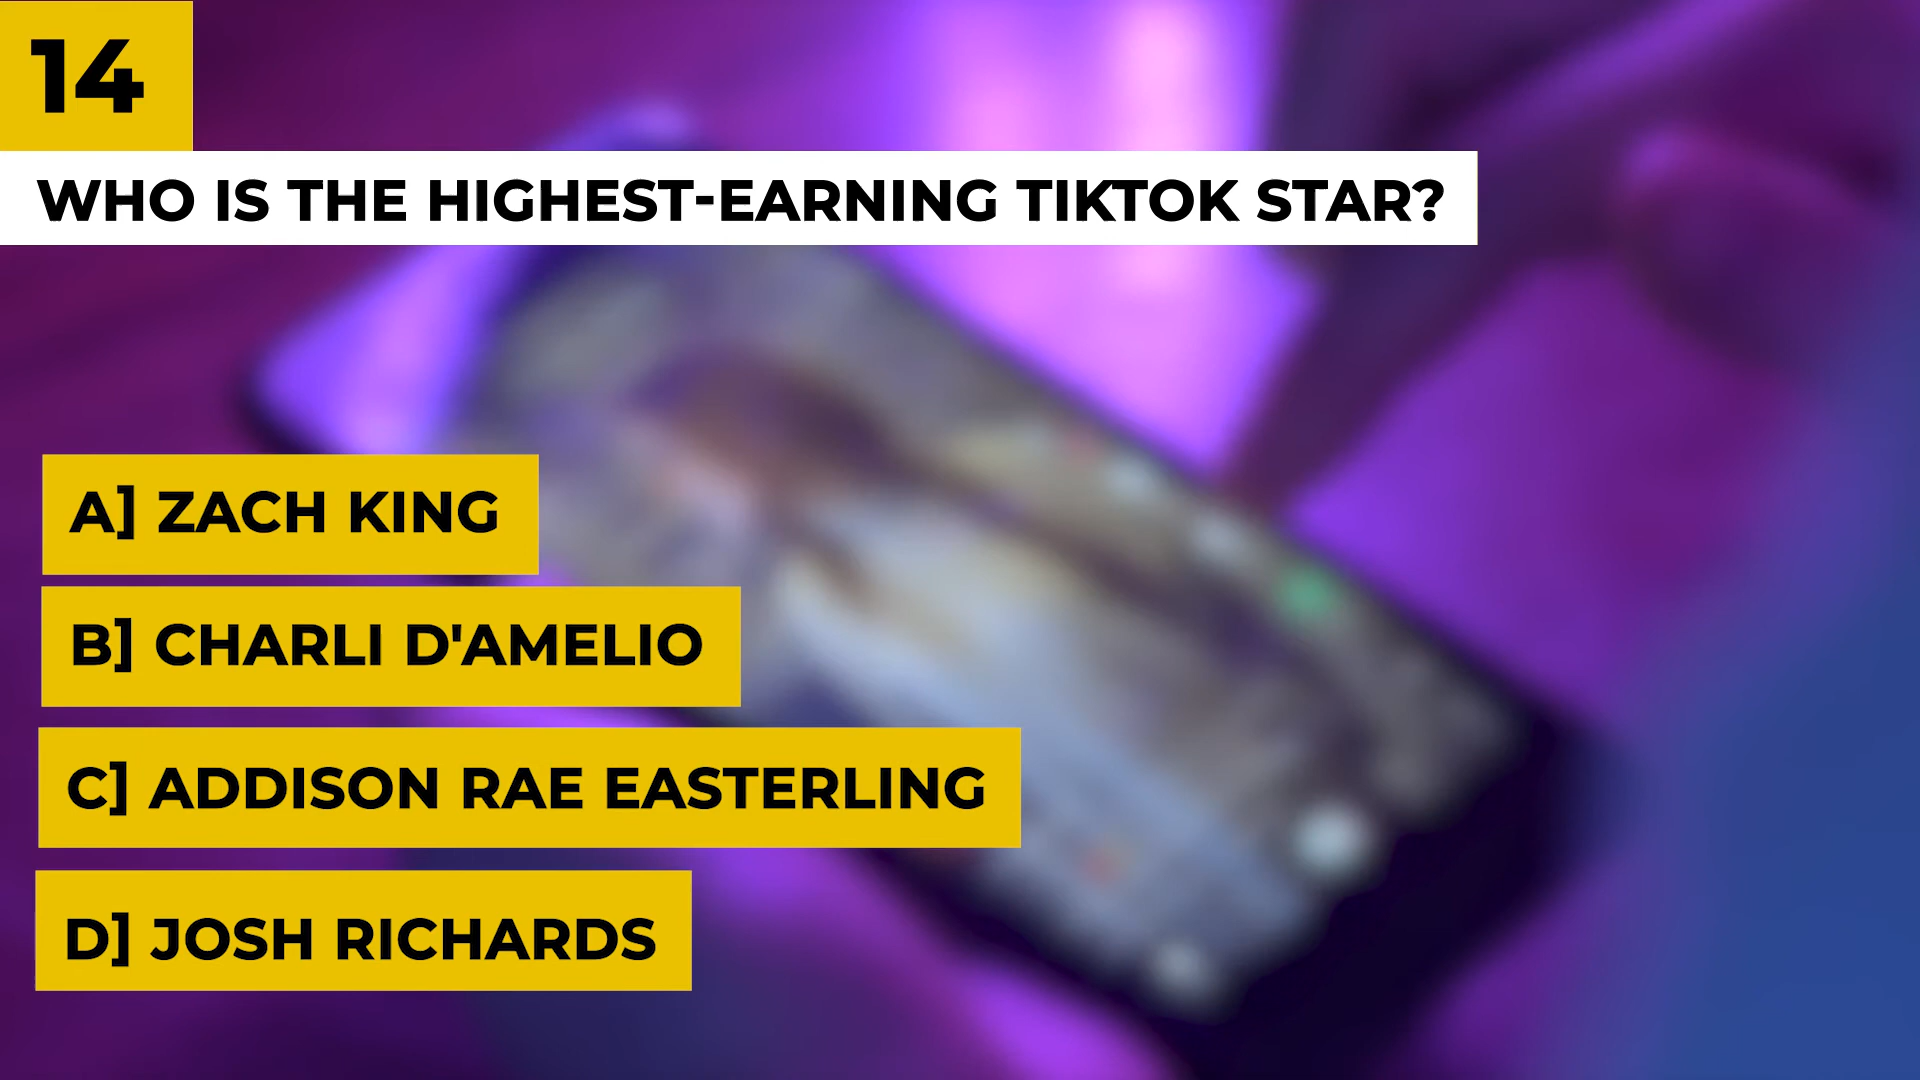 14
WHO IS THE HIGHEST-EARNING TIKTOK STAR?
A] ZACH KING
B] CHARLI D'AMELIO
C] ADDISON RAE EASTERLING
D] JOSH RICHARDS